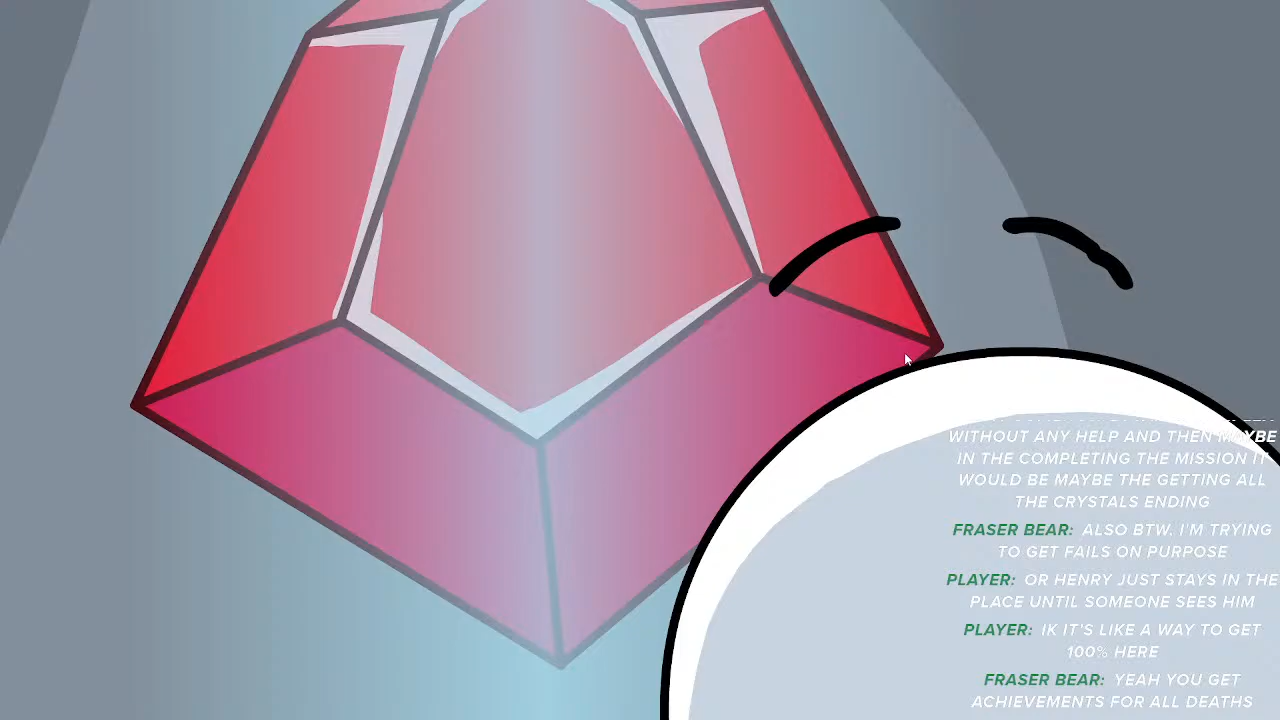 WITHOUT ANY HELP AND THEN MAYBE
IN THE COMPLETING THE MISSION IT
WOULD BE MAYBE THE GETTING ALL
THE CRYSTALS ENDING
FRASER BEAR: ALSO BTW. I'M TRYING
TO GET FAILS ON PURPOSE
PLAYER: OR HENRY JUST STAYS IN THE
PLACE UNTIL SOMEONE SEES HIM
PLAYER: IK IT'S LIKE A WAY TO GET
100% HERE
FRASER BEAR: YEAH YOU GET
ACHIEVEMENTS FOR ALL DEATHS